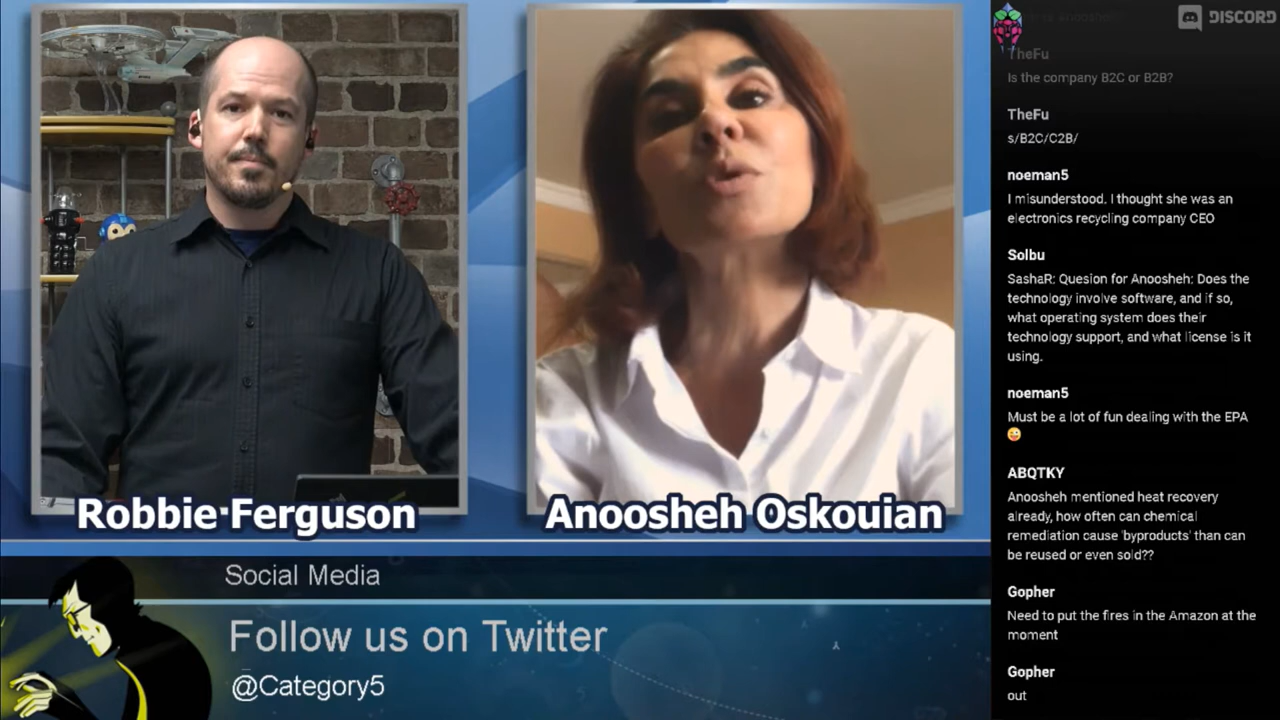 Robbie Ferguson
Anoosheh Oskouian
Social Media
Follow us on Twitter
@Category5
DISCORD
TheFu
Is the company B2C or B2B?
TheFu
s/B2C/C2B/
noeman5
I misunderstood. I thought she was an
electronics recycling company CEO
Solbu
SashaR: Quesion for Anoosheh: Does the
technology involve software, and if so,
what operating system does their
technology support, and what license is it
using.
noeman5
Must be a lot of fun dealing with the EPA
😜
ABQTKY
Anoosheh mentioned heat recovery
already, how often can chemical
remediation cause 'byproducts' than can
be reused or even sold??
Gopher
Need to put the fires in the Amazon at the
moment
Gopher
out